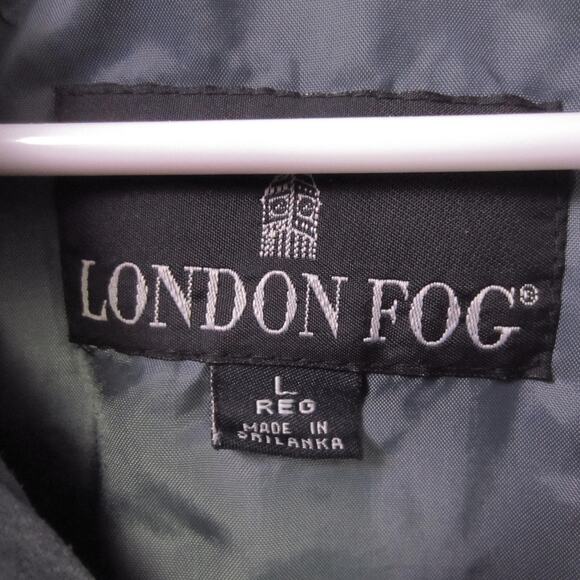 LONDON FOG®
L
REG
MADE IN
SRILANKA